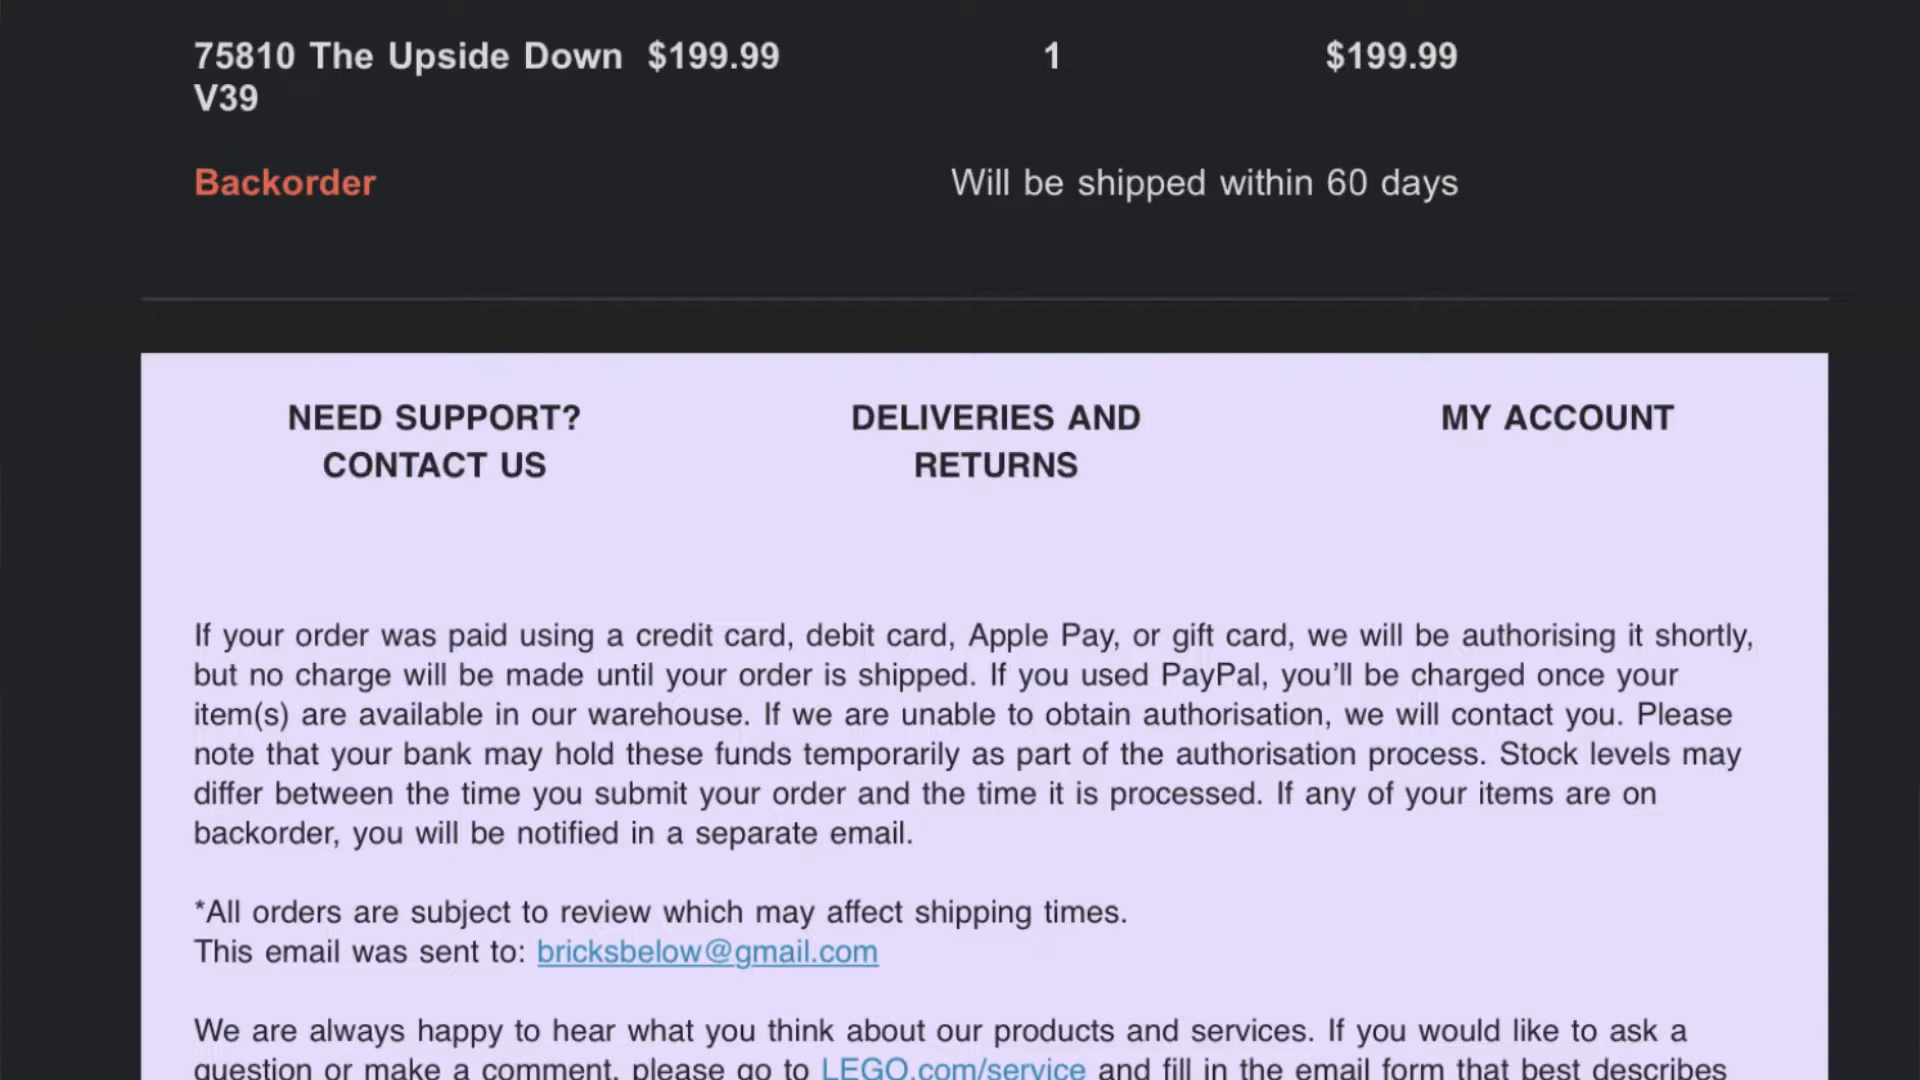 75810 The Upside Down $199.99 1 $199.99
V39
Backorder Will be shipped within 60 days
NEED SUPPORT? DELIVERIES AND MY ACCOUNT
CONTACT US RETURNS
If your order was paid using a credit card, debit card, Apple Pay, or gift card, we will be authorising it shortly,
but no charge will be made until your order is shipped. If you used PayPal, you’ll be charged once your
item(s) are available in our warehouse. If we are unable to obtain authorisation, we will contact you. Please
note that your bank may hold these funds temporarily as part of the authorisation process. Stock levels may
differ between the time you submit your order and the time it is processed. If any of your items are on
backorder, you will be notified in a separate email.
*All orders are subject to review which may affect shipping times.
This email was sent to: bricksbelow@gmail.com
We are always happy to hear what you think about our products and services. If you would like to ask a
question or make a comment, please go to LEGO.com/service and fill in the email form that best describes